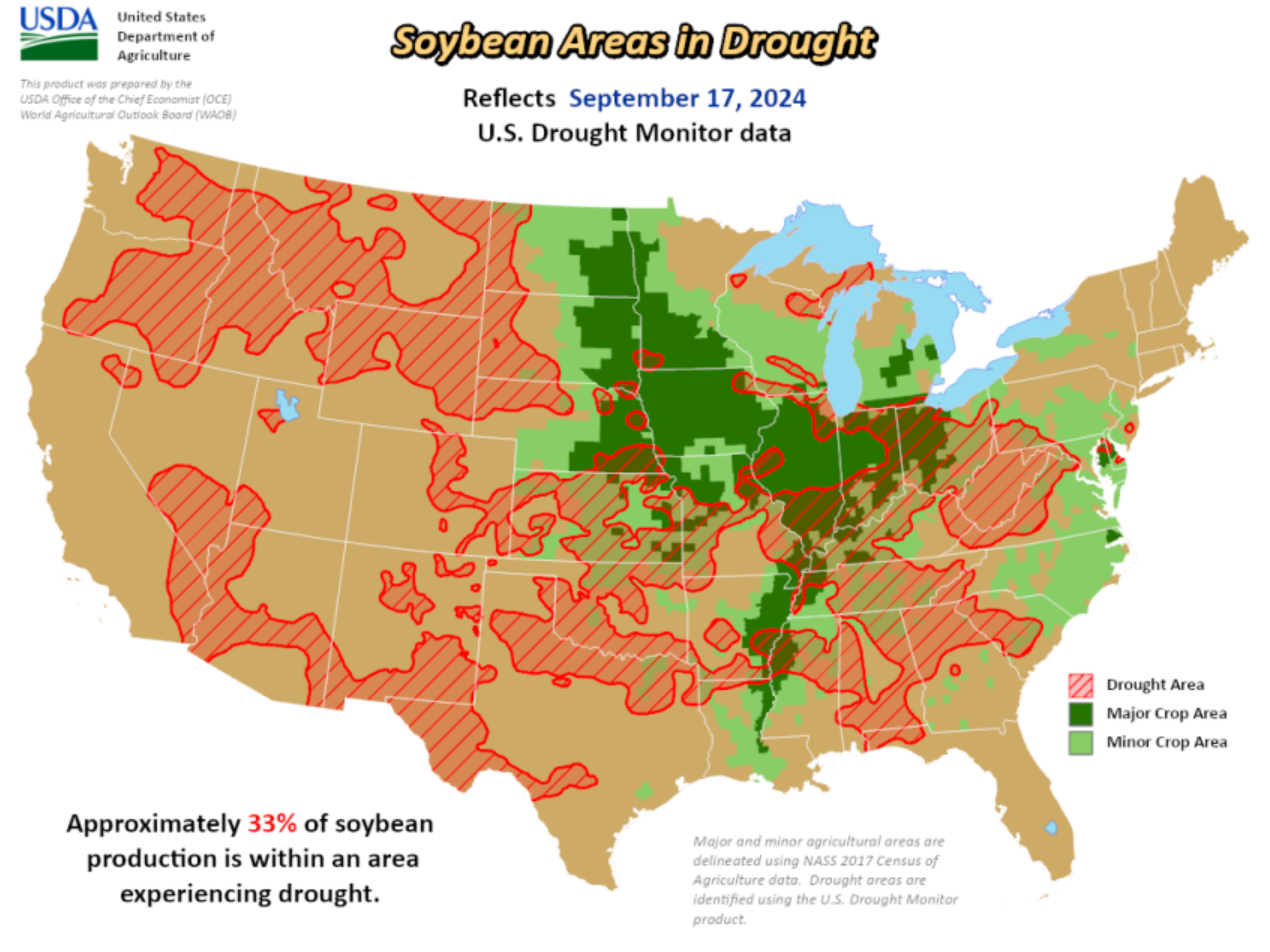 USDA
United States
Department of
Agriculture
This product was prepared by the
USDA Office of the Chief Economist (OCE)
World Agricultural Outlook Board (WAOB)
Soybean Areas in Drought
Reflects September 17, 2024
U.S. Drought Monitor data
Drought Area
Major Crop Area
Minor Crop Area
Approximately 33% of soybean
production is within an area
experiencing drought.
Major and minor agricultural areas are
delineated using NASS 2017 Census of
Agriculture data. Drought areas are
identified using the U.S. Drought Monitor
product.